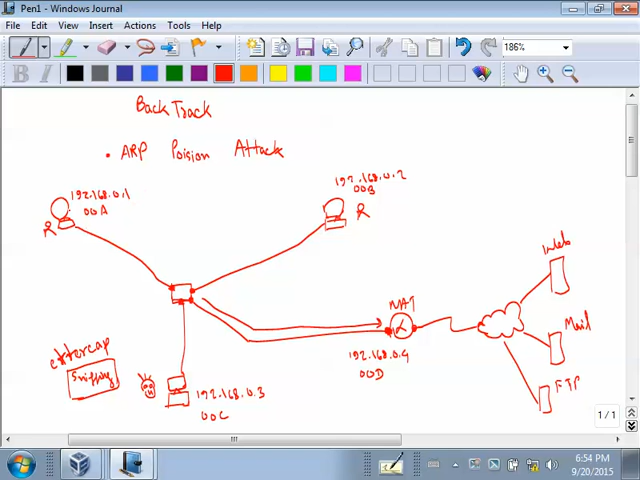 Pen1 - Windows Journal
File Edit View Insert Actions Tools Help
186%
B I
BackTrack
• ARP Poision Attack
192.168.0.1
00A
R
192.168.0.2
00B
R
Web
NAT
Mail
192.168.0.4
00D
FTP
ettercap
Sniffing
192.168.0.3
00C
1 / 1
6:54 PM
9/20/2015